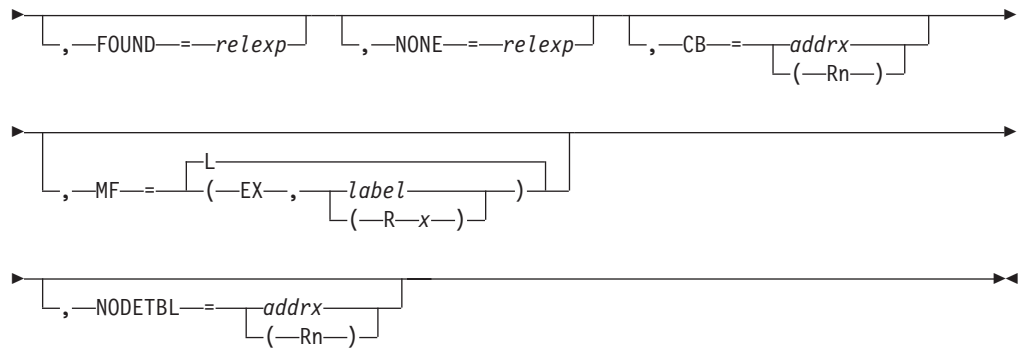 ,FOUND=relexp ,NONE=relexp ,CB=addrx
(Rn)
L
,MF=(EX,label)
(Rx)
,NODETBL=addrx
(Rn)